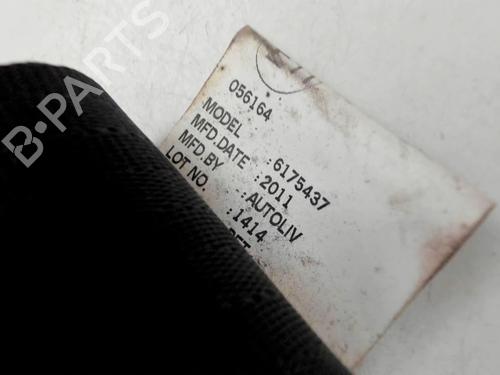 B-PARTS
056164
MODEL : 6175437
MFD.DATE : 2011
MFD.BY : AUTOLIV
LOT NO. : 1414